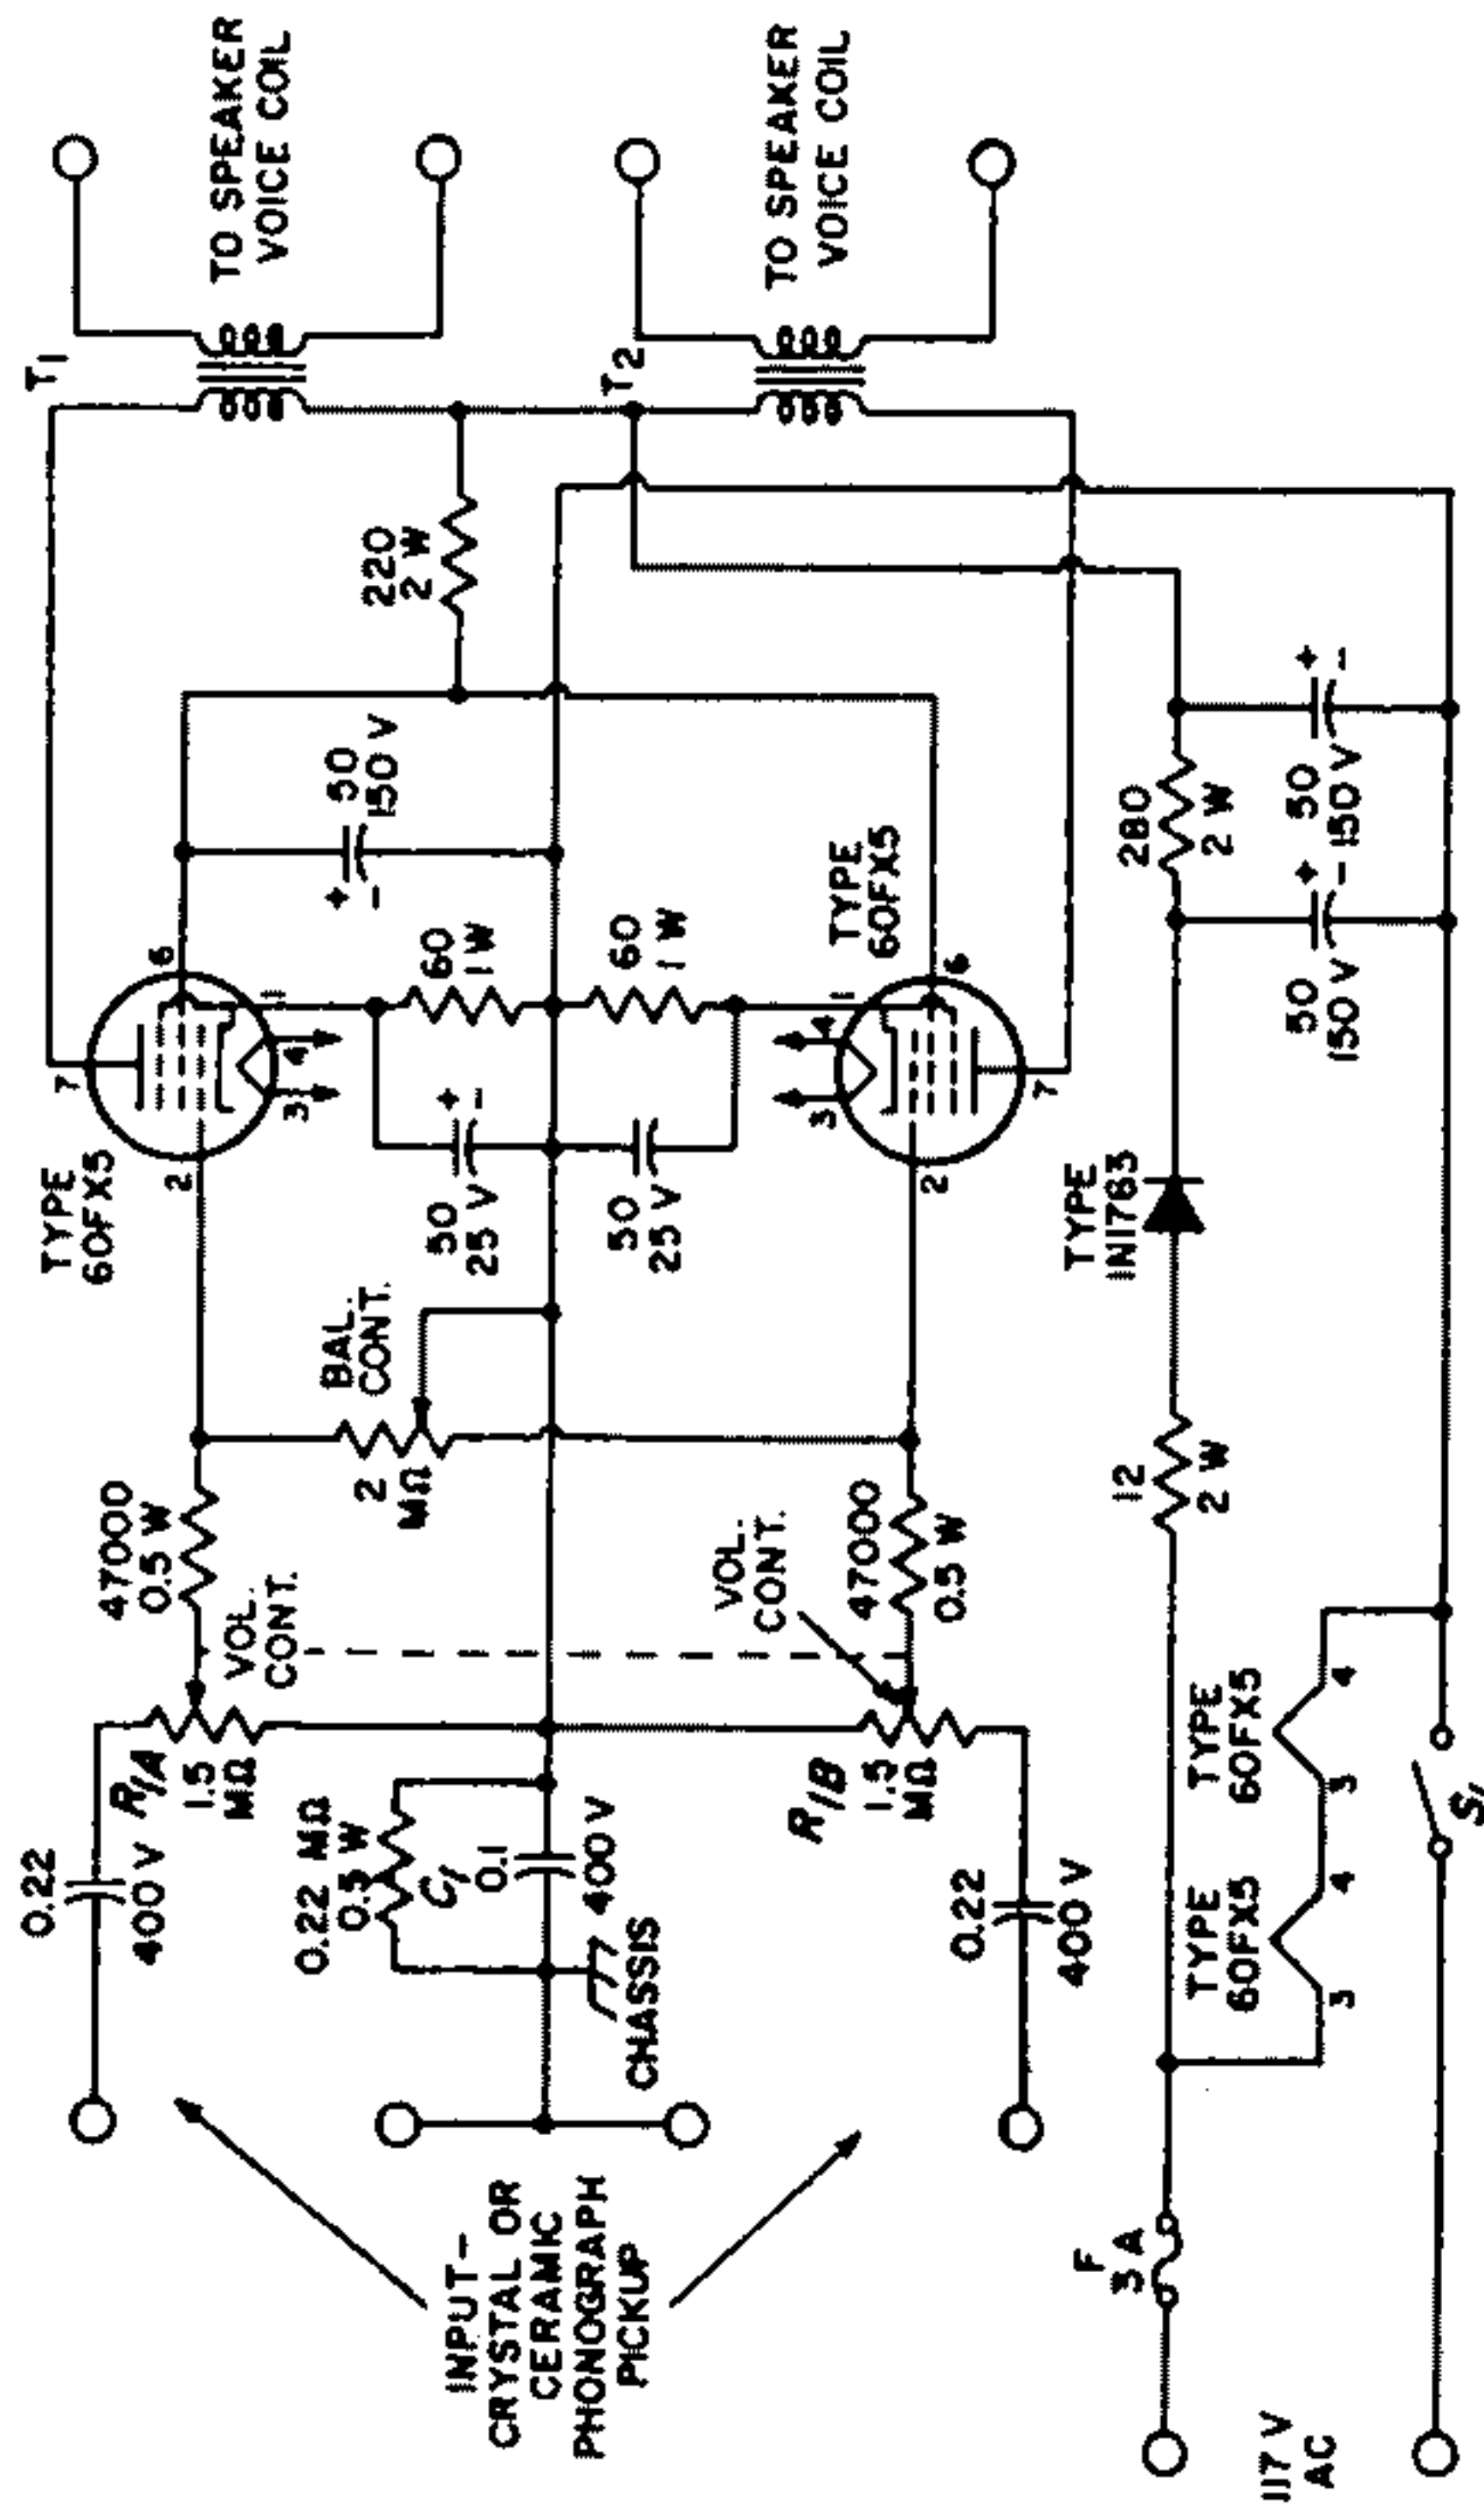 0.22
400 V
R1A
1.5
MΩ
VOL.
CONT.
47000
0.5 W
TYPE
60FX5
2
7
6
1
3
4
T1
TO SPEAKER
VOICE COIL
0.22 MΩ
0.5 W
C1
0.1
400 V
CHASSIS
INPUT-
CRYSTAL OR
CERAMIC
PHONOGRAPH
PICKUP
2
MΩ
BAL.
CONT.
50
25 V
+
-
50
25 V
60
1 W
60
1 W
50
150 V
+
-
220
2 W
T2
TO SPEAKER
VOICE COIL
R1B
1.5
MΩ
0.22
400 V
VOL.
CONT.
47000
0.5 W
2
3
4
1
6
7
TYPE
60FX5
F
3 A
117 V
AC
TYPE
60FX5
3
4
TYPE
60FX5
3
4
S1
12
2 W
TYPE
1N1783
280
2 W
50
150 V
+
-
50
150 V
+
-